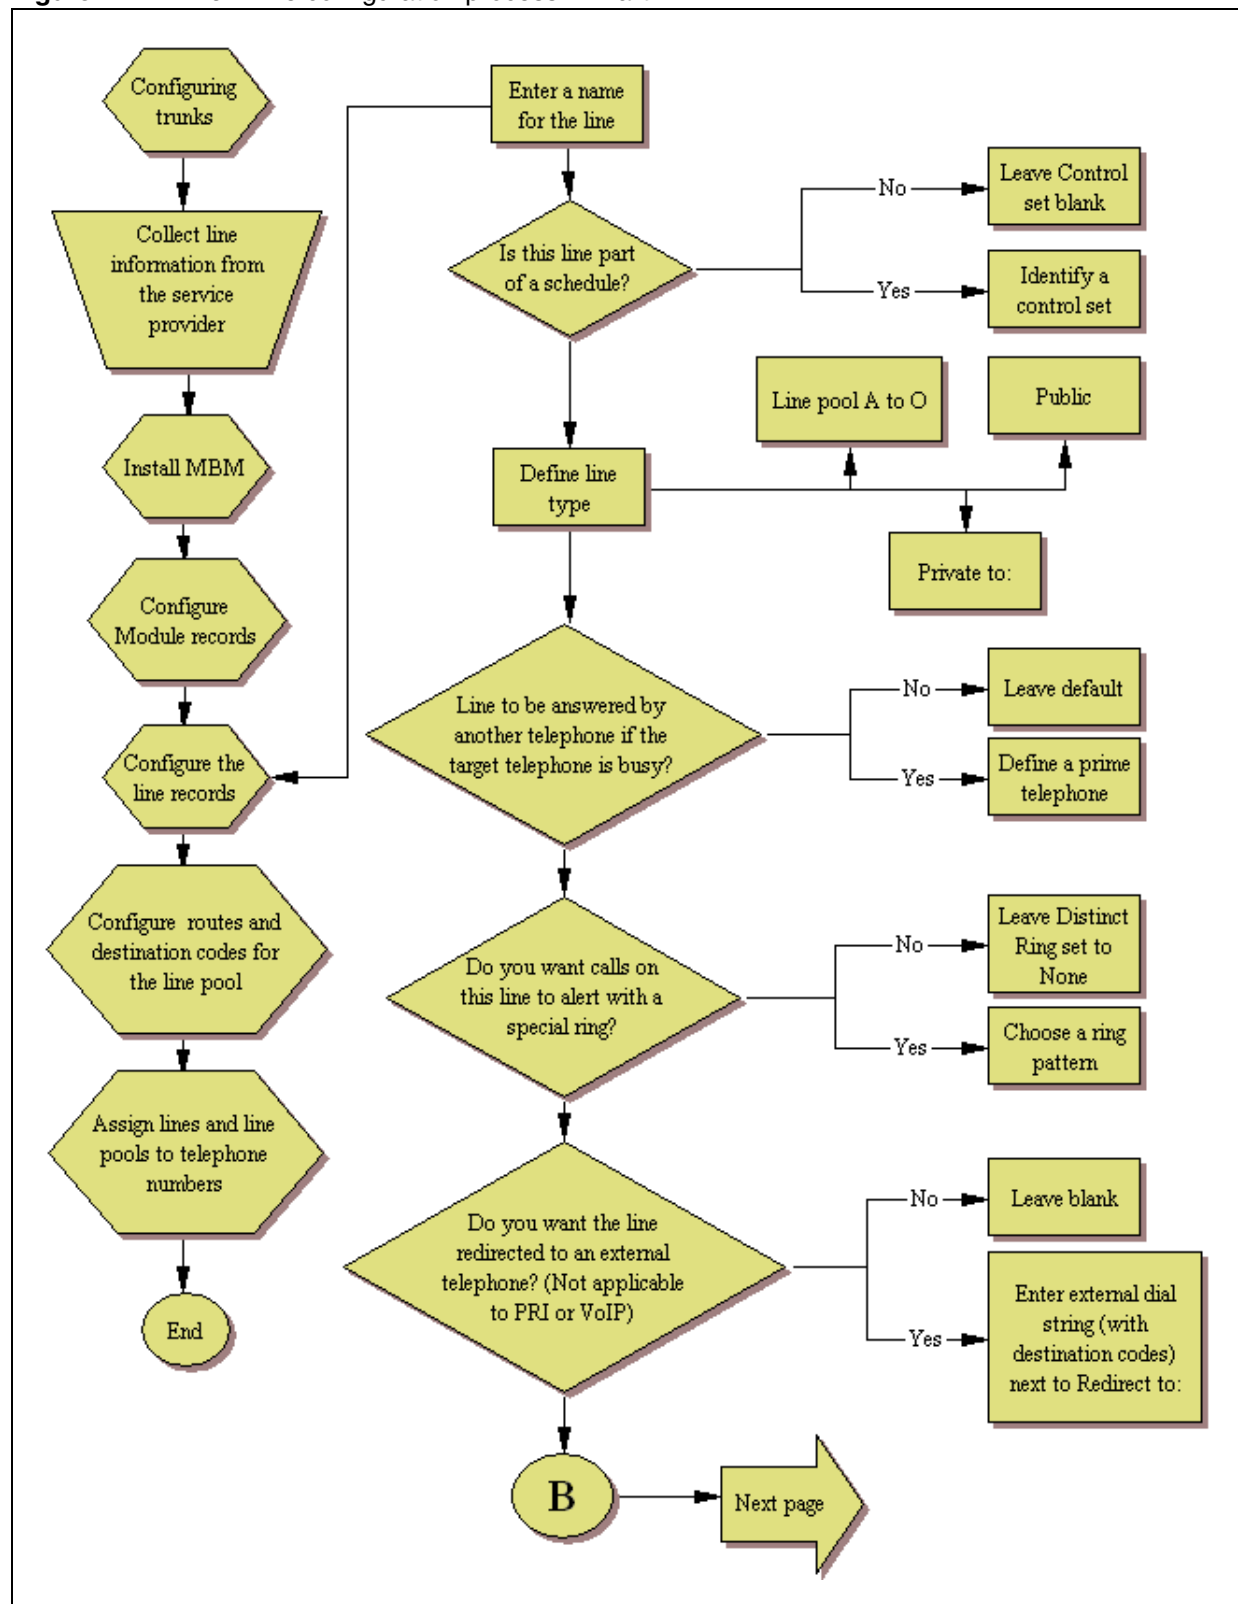 Configuring
trunks
Collect line
information from
the service
provider
Install MBM
Configure
Module records
Configure the
line records
Configure routes and
destination codes for
the line pool
Assign lines and line
pools to telephone
numbers
End
Enter a name
for the line
Is this line part
of a schedule?
No
Leave Control
set blank
Yes
Identify a
control set
Define line
type
Line pool A to O
Public
Private to:
Line to be answered by
another telephone if the
target telephone is busy?
No
Leave default
Yes
Define a prime
telephone
Do you want calls on
this line to alert with a
special ring?
No
Leave Distinct
Ring set to
None
Yes
Choose a ring
pattern
Do you want the line
redirected to an external
telephone? (Not applicable
to PRI or VoIP)
No
Leave blank
Yes
Enter external dial
string (with
destination codes)
next to Redirect to:
B
Next page